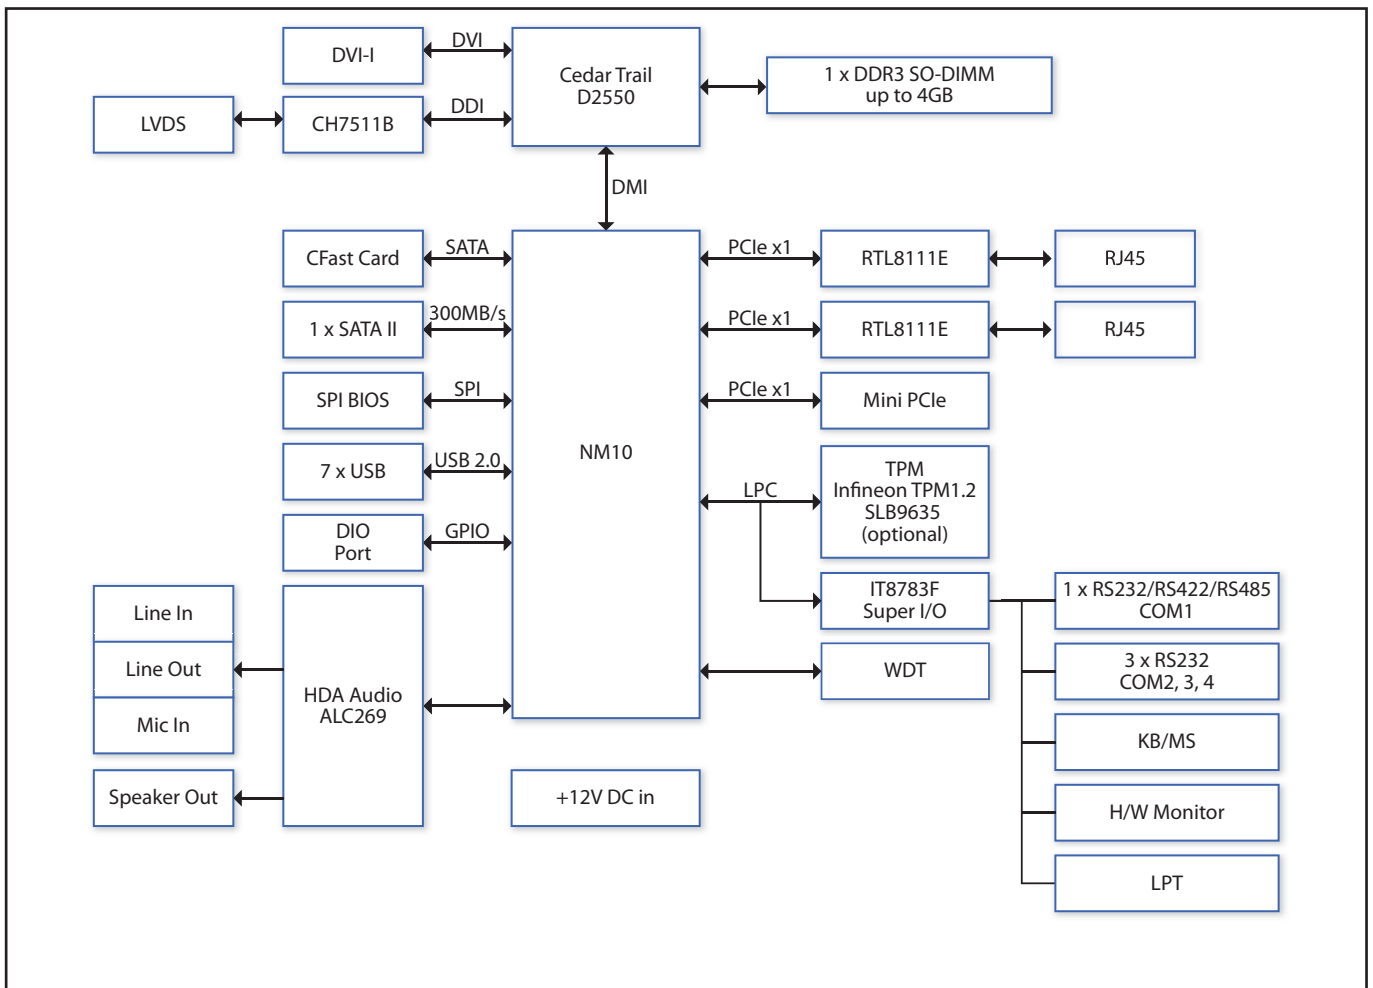 DVI-I
DVI
Cedar Trail
D2550
1 x DDR3 SO-DIMM
up to 4GB
LVDS
CH7511B
DDI
DMI
CFast Card
SATA
PCIe x1
RTL8111E
RJ45
1 x SATA II
300MB/s
PCIe x1
RTL8111E
RJ45
SPI BIOS
SPI
PCIe x1
Mini PCIe
NM10
7 x USB
USB 2.0
LPC
TPM
Infineon TPM1.2
SLB9635
(optional)
DIO
Port
GPIO
IT8783F
Super I/O
1 x RS232/RS422/RS485
COM1
Line In
Line Out
Mic In
HDA Audio
ALC269
WDT
3 x RS232
COM2, 3, 4
KB/MS
Speaker Out
+12V DC in
H/W Monitor
LPT